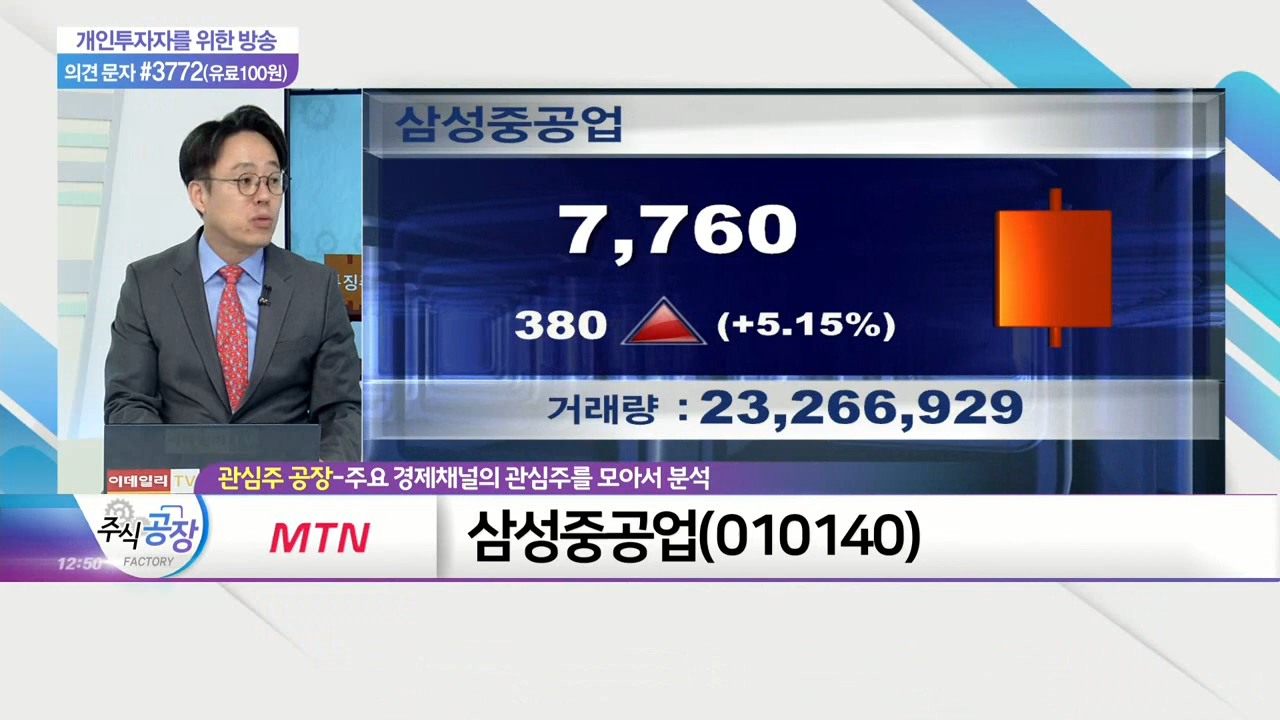 개인투자자를 위한 방송
의견 문자 #3772(유료100원)
삼성중공업
7,760
380 ▲ (+5.15%)
거래량 : 23,266,929
이데일리 TV
관심주 공장-주요 경제채널의 관심주를 모아서 분석
주식공장
FACTORY
12:50
MTN
삼성중공업(010140)